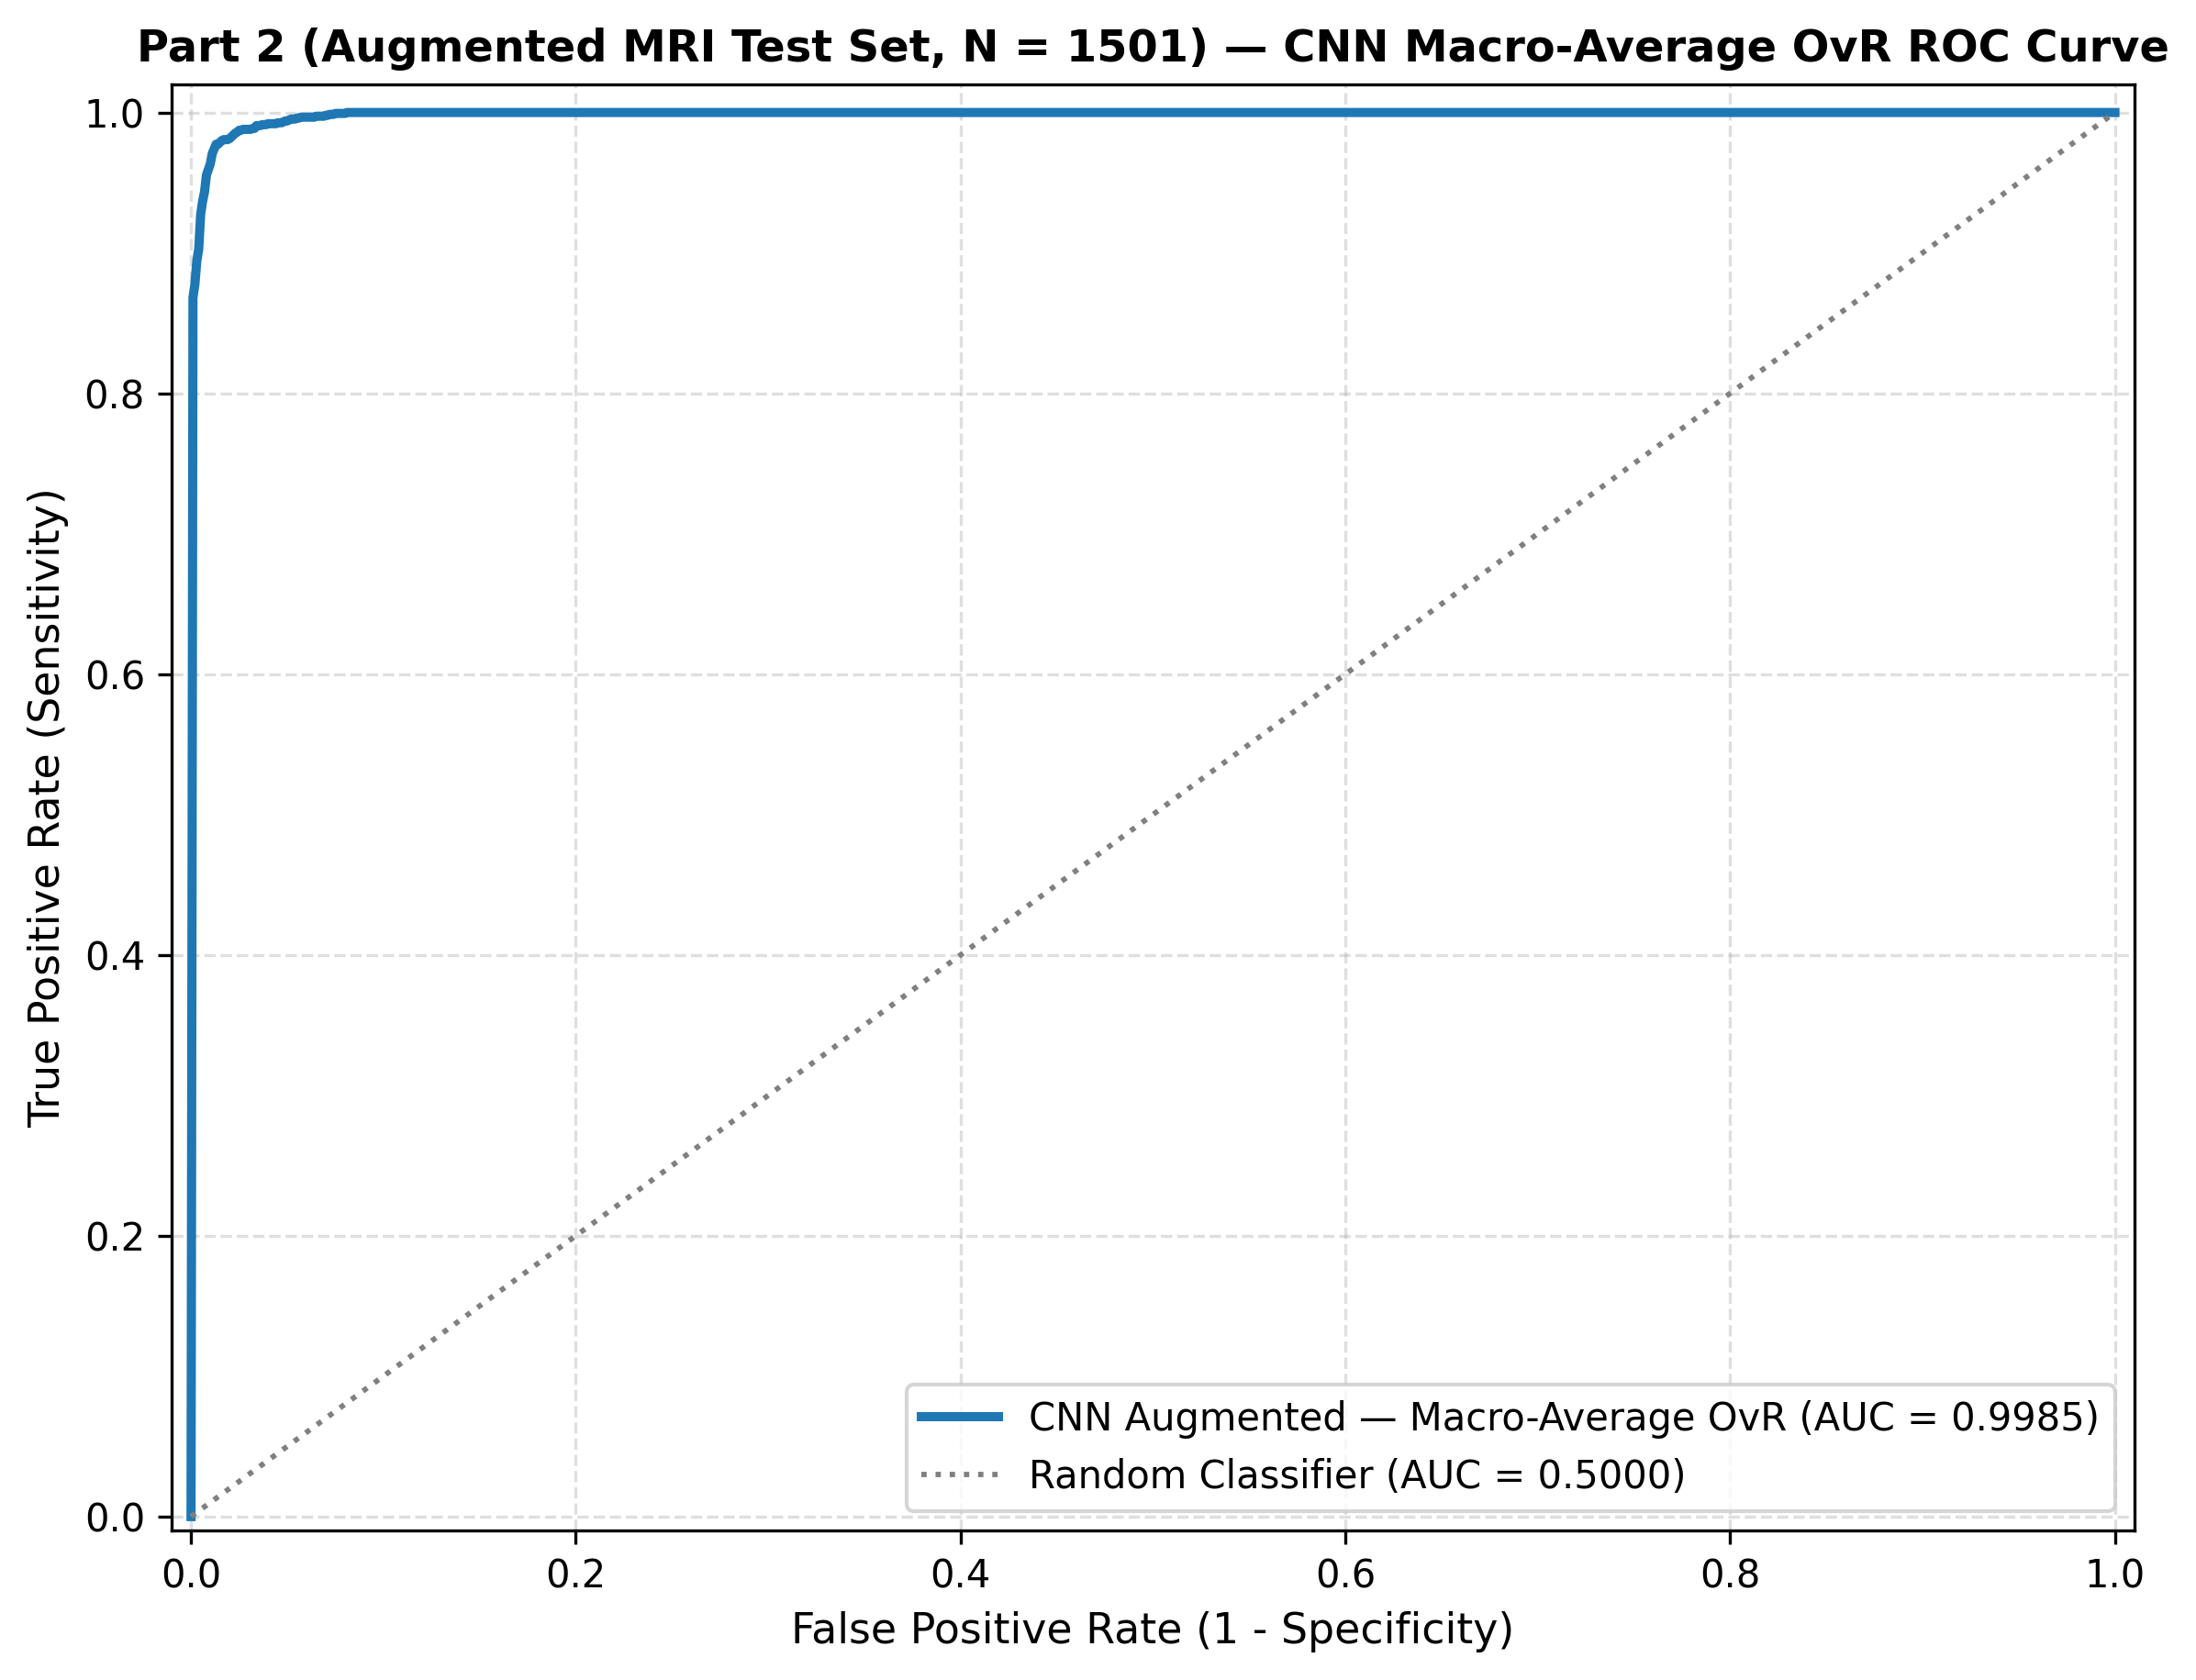 Part 2 (Augmented MRI Test Set, N = 1501) — CNN Macro-Average OvR ROC Curve
True Positive Rate (Sensitivity)
1.0
0.8
0.6
0.4
0.2
0.0
CNN Augmented — Macro-Average OvR (AUC = 0.9985)
Random Classifier (AUC = 0.5000)
0.0 0.2 0.4 0.6 0.8 1.0
False Positive Rate (1 - Specificity)